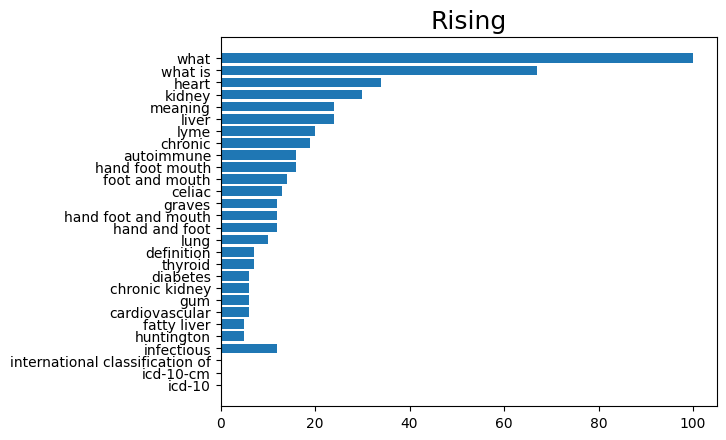 Rising
what
what is
heart
kidney
meaning
liver
lyme
chronic
autoimmune
hand foot mouth
foot and mouth
celiac
graves
hand foot and mouth
hand and foot
lung
definition
thyroid
diabetes
chronic kidney
gum
cardiovascular
fatty liver
huntington
infectious
international classification of
icd-10-cm
icd-10
0 20 40 60 80 100